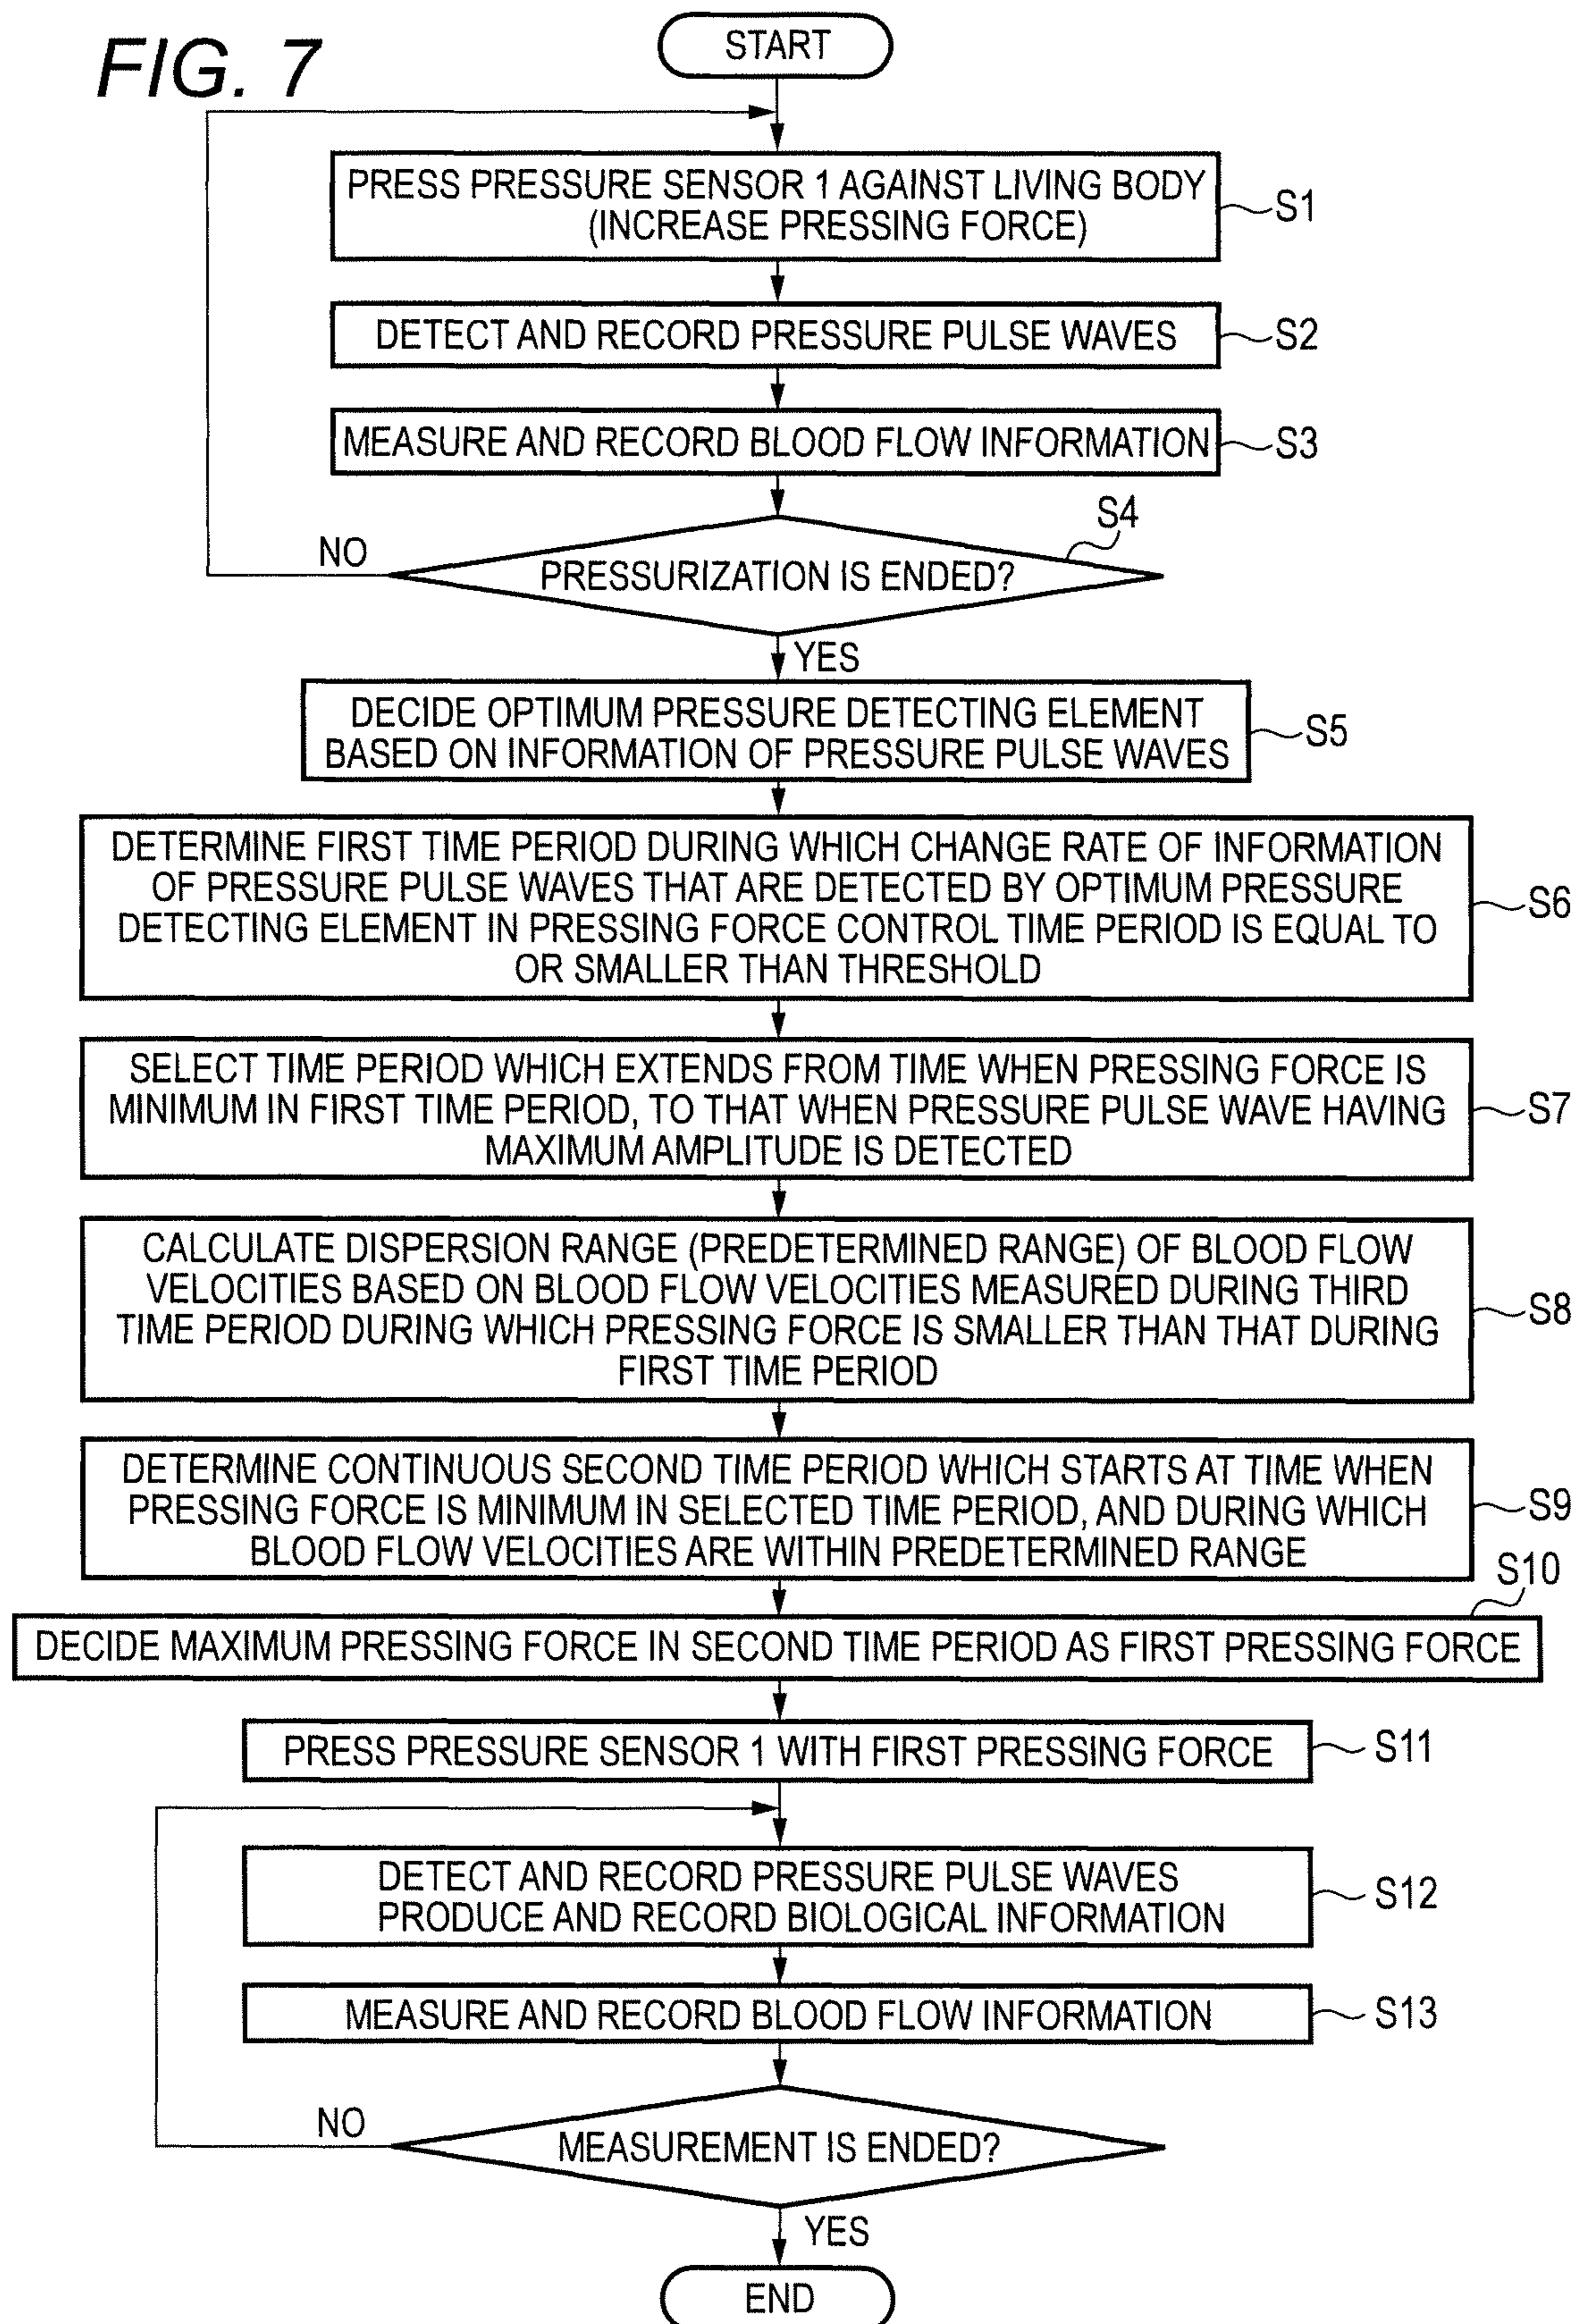 FIG. 7
START
PRESS PRESSURE SENSOR 1 AGAINST LIVING BODY
(INCREASE PRESSING FORCE)
S1
DETECT AND RECORD PRESSURE PULSE WAVES
S2
MEASURE AND RECORD BLOOD FLOW INFORMATION
S3
S4
NO
PRESSURIZATION IS ENDED?
YES
DECIDE OPTIMUM PRESSURE DETECTING ELEMENT
BASED ON INFORMATION OF PRESSURE PULSE WAVES
S5
DETERMINE FIRST TIME PERIOD DURING WHICH CHANGE RATE OF INFORMATION
OF PRESSURE PULSE WAVES THAT ARE DETECTED BY OPTIMUM PRESSURE
DETECTING ELEMENT IN PRESSING FORCE CONTROL TIME PERIOD IS EQUAL TO
OR SMALLER THAN THRESHOLD
S6
SELECT TIME PERIOD WHICH EXTENDS FROM TIME WHEN PRESSING FORCE IS
MINIMUM IN FIRST TIME PERIOD, TO THAT WHEN PRESSURE PULSE WAVE HAVING
MAXIMUM AMPLITUDE IS DETECTED
S7
CALCULATE DISPERSION RANGE (PREDETERMINED RANGE) OF BLOOD FLOW
VELOCITIES BASED ON BLOOD FLOW VELOCITIES MEASURED DURING THIRD
TIME PERIOD DURING WHICH PRESSING FORCE IS SMALLER THAN THAT DURING
FIRST TIME PERIOD
S8
DETERMINE CONTINUOUS SECOND TIME PERIOD WHICH STARTS AT TIME WHEN
PRESSING FORCE IS MINIMUM IN SELECTED TIME PERIOD, AND DURING WHICH
BLOOD FLOW VELOCITIES ARE WITHIN PREDETERMINED RANGE
S9
S10
DECIDE MAXIMUM PRESSING FORCE IN SECOND TIME PERIOD AS FIRST PRESSING FORCE
PRESS PRESSURE SENSOR 1 WITH FIRST PRESSING FORCE
S11
DETECT AND RECORD PRESSURE PULSE WAVES
PRODUCE AND RECORD BIOLOGICAL INFORMATION
S12
MEASURE AND RECORD BLOOD FLOW INFORMATION
S13
NO
MEASUREMENT IS ENDED?
YES
END